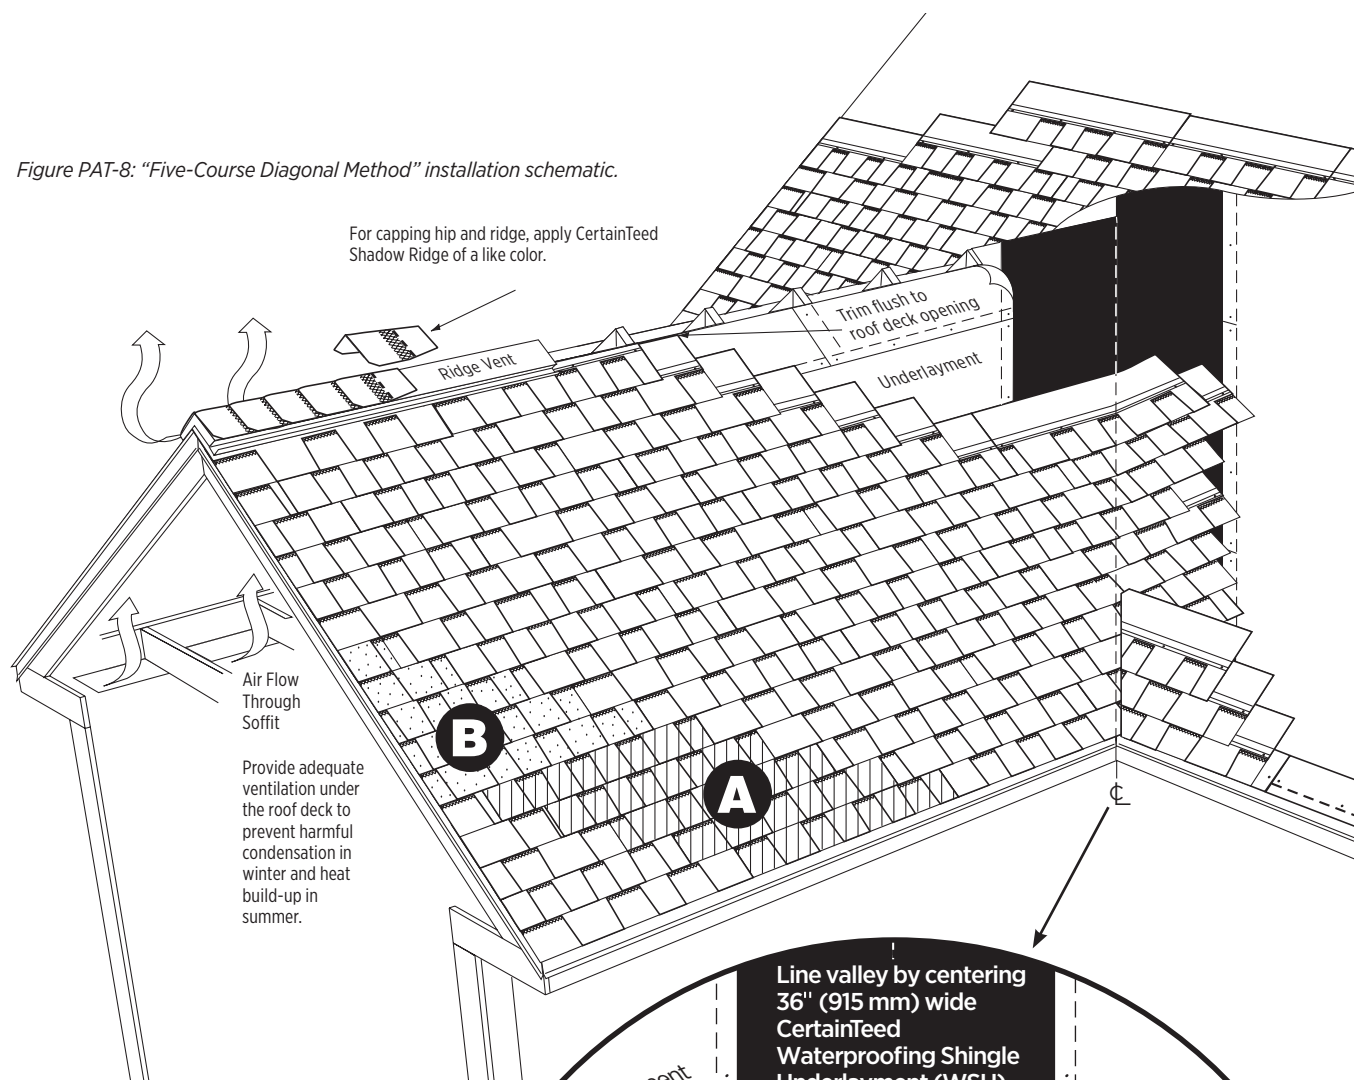 Figure PAT-8: “Five-Course Diagonal Method” installation schematic.
For capping hip and ridge, apply CertainTeed
Shadow Ridge of a like color.
Ridge Vent
Trim flush to
roof deck opening
Underlayment
Air Flow
Through
Soffit
Provide adequate
ventilation under
the roof deck to
prevent harmful
condensation in
winter and heat
build-up in
summer.
B
A
CL
Line valley by centering
36" (915 mm) wide
CertainTeed
Waterproofing Shingle
Underlayment (WSU)